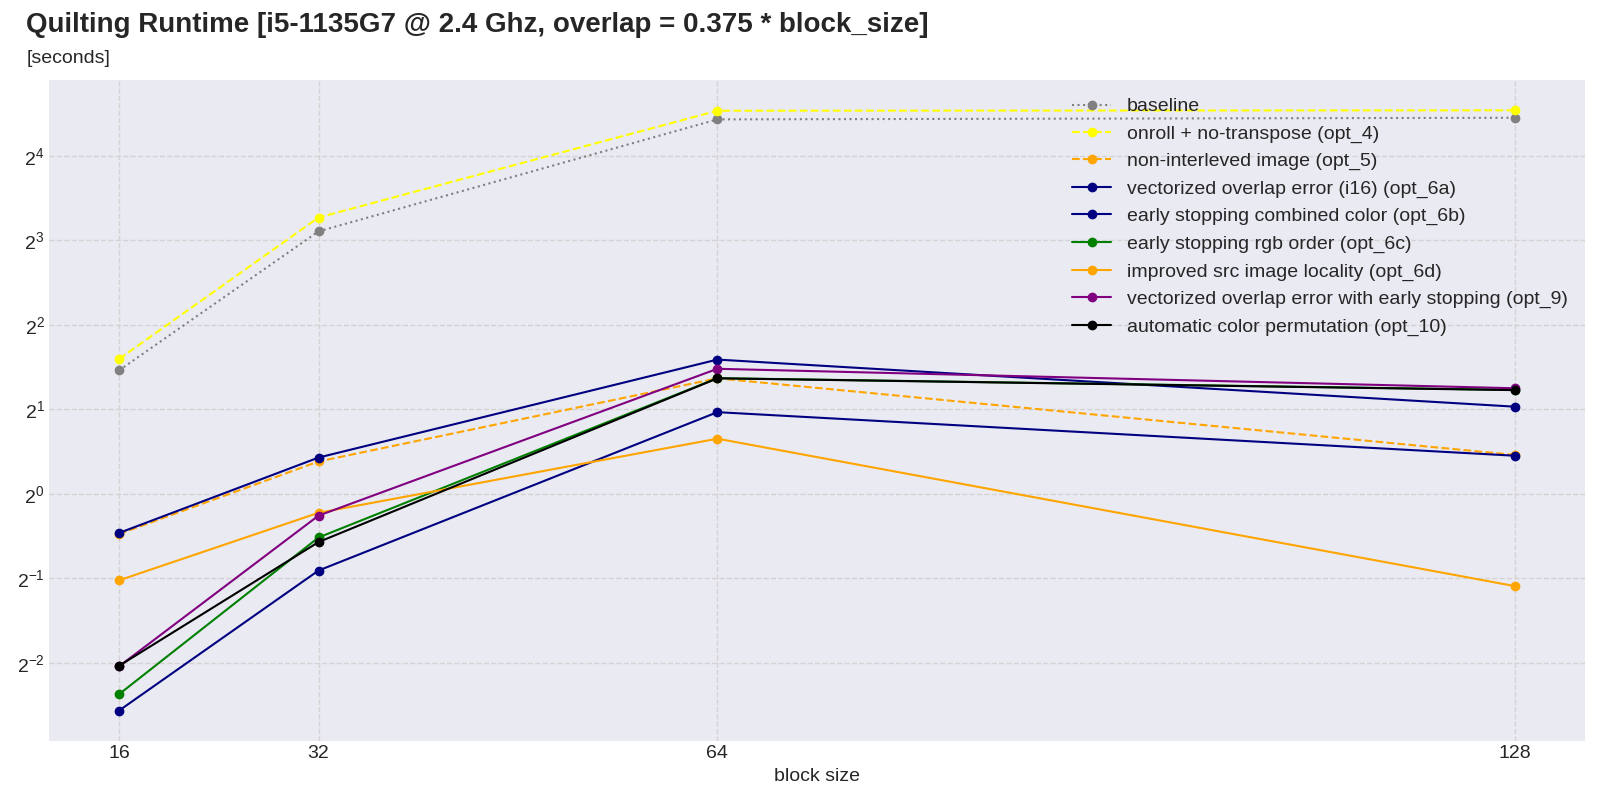 Quilting Runtime [i5-1135G7 @ 2.4 Ghz, overlap = 0.375 * block_size]
[seconds]
baseline
onroll + no-transpose (opt_4)
non-interleved image (opt_5)
vectorized overlap error (i16) (opt_6a)
early stopping combined color (opt_6b)
early stopping rgb order (opt_6c)
improved src image locality (opt_6d)
vectorized overlap error with early stopping (opt_9)
automatic color permutation (opt_10)
2⁴
2³
2²
2¹
2⁰
2⁻¹
2⁻²
16 32 64 128
block size